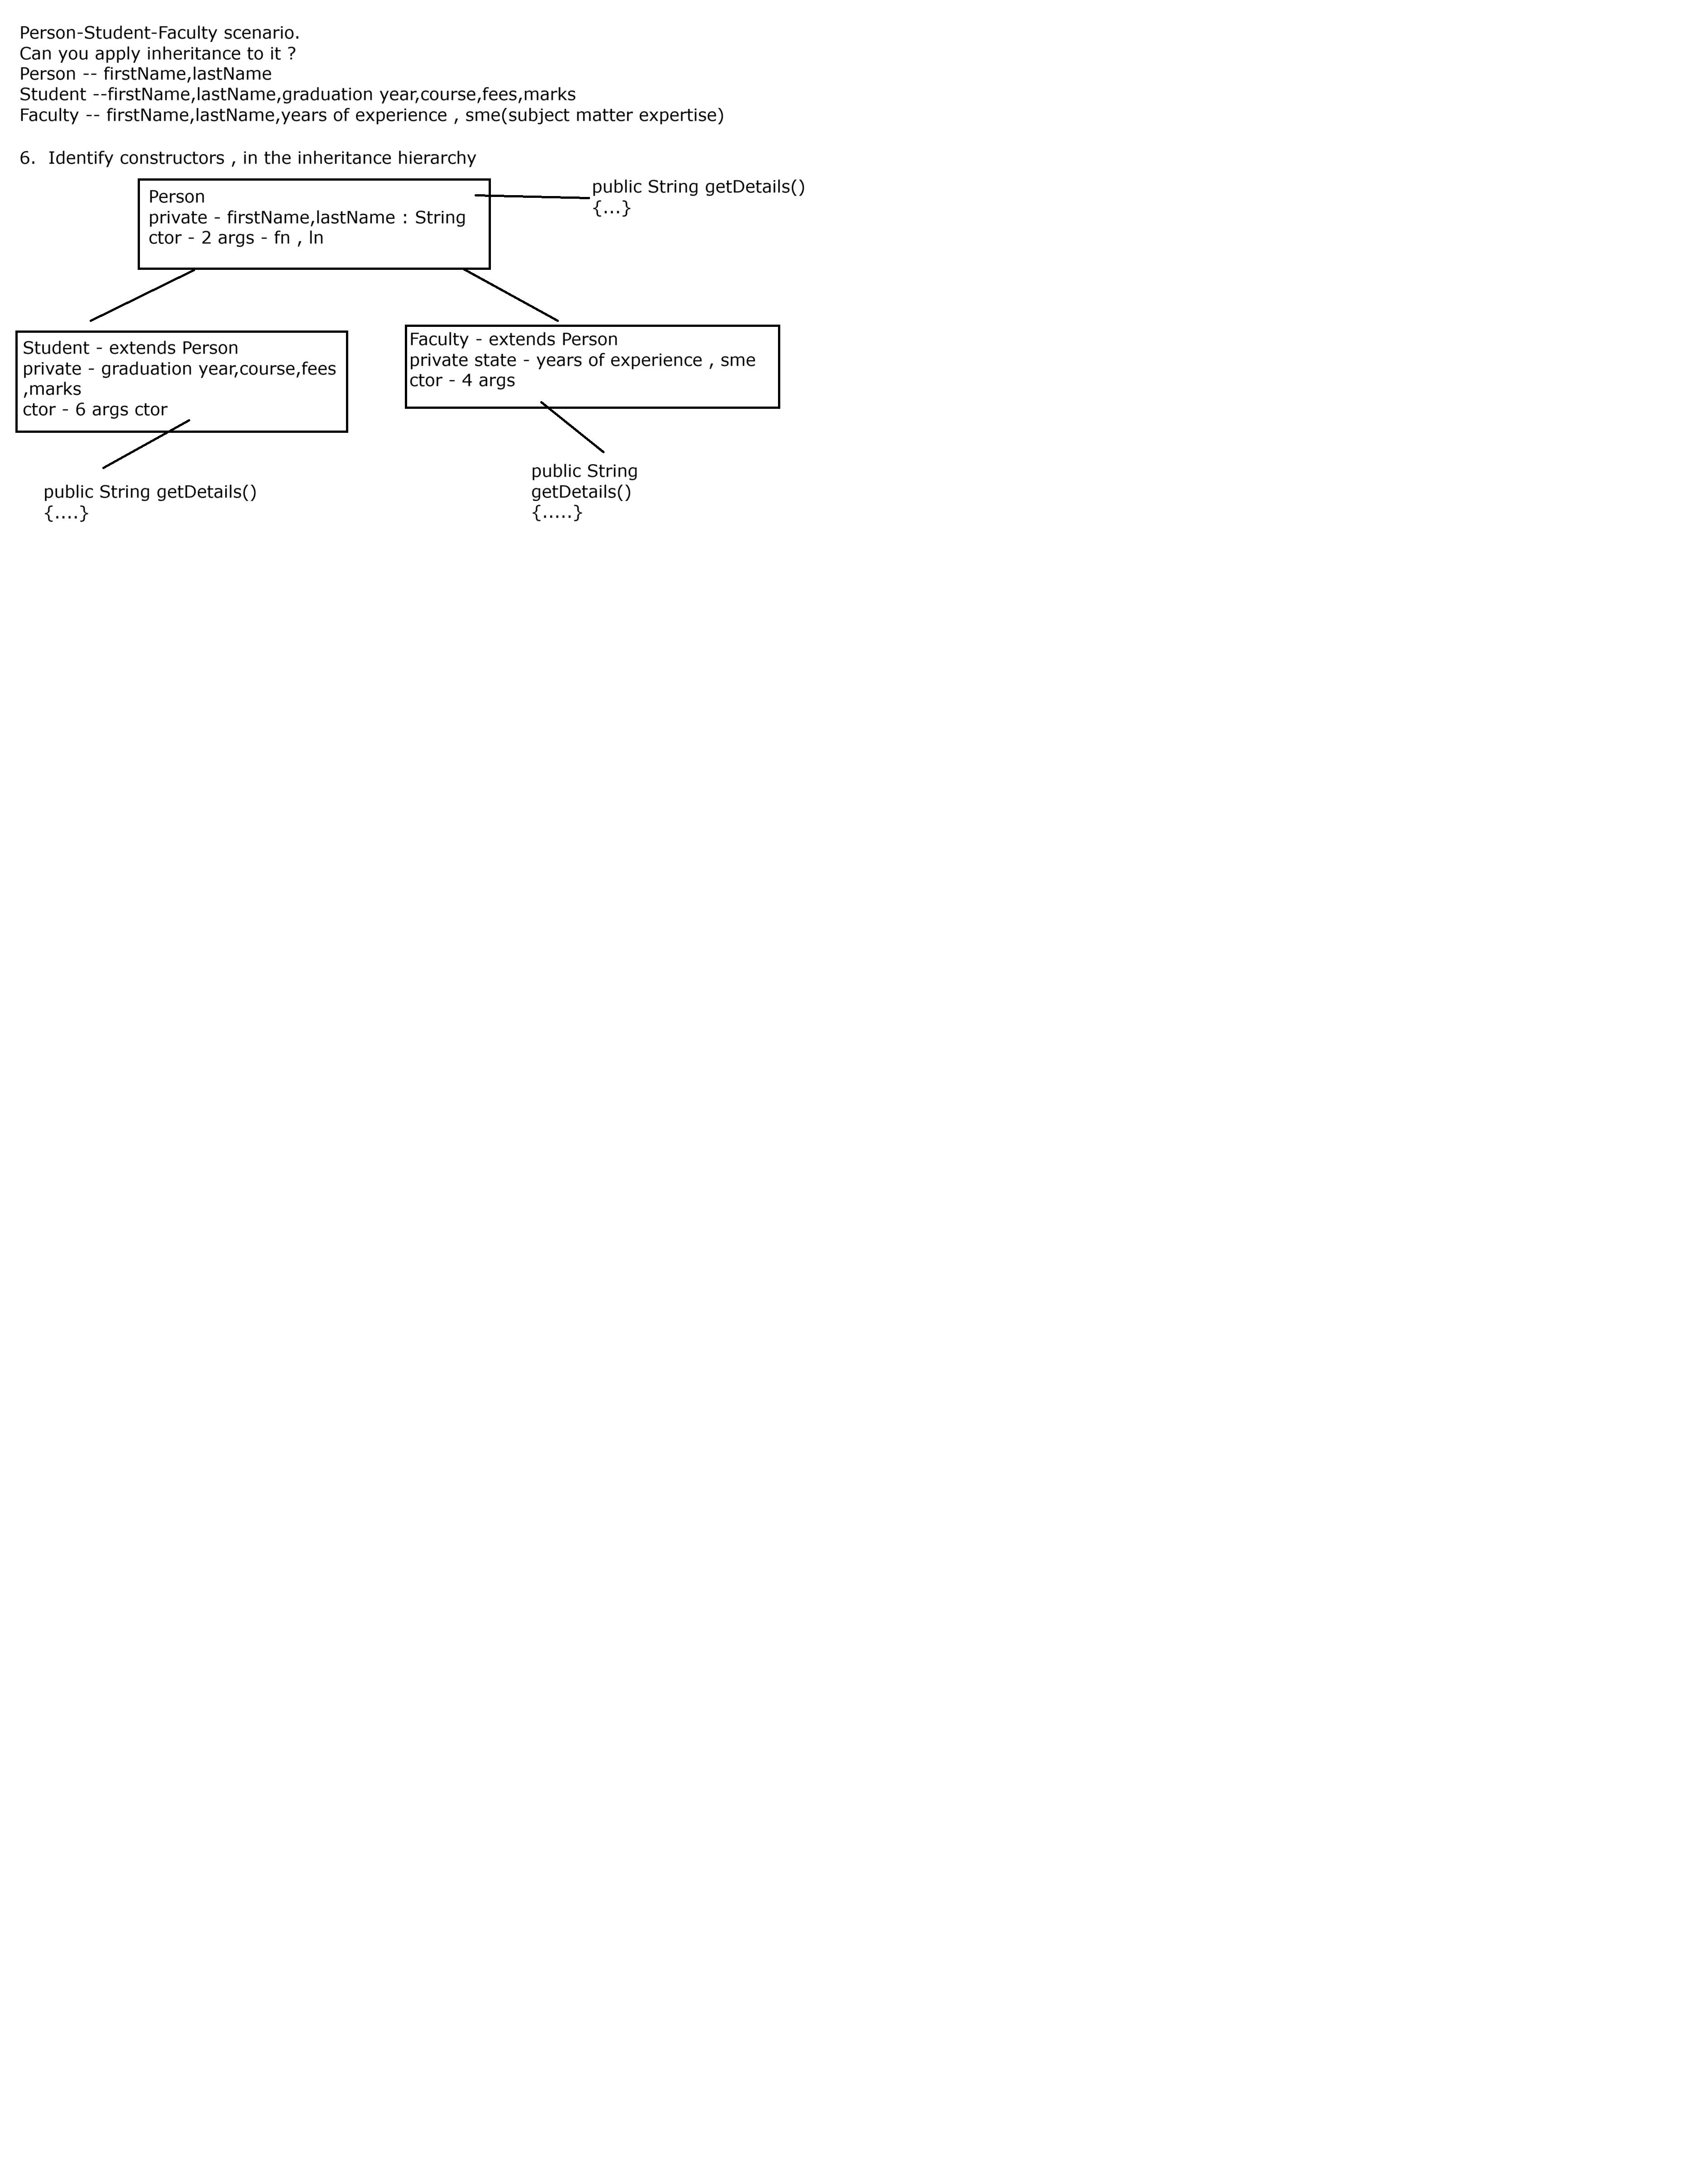 Person-Student-Faculty scenario.
Can you apply inheritance to it ?
Person -- firstName,lastName
Student --firstName,lastName,graduation year,course,fees,marks
Faculty -- firstName,lastName,years of experience , sme(subject matter expertise)
6.  Identify constructors , in the inheritance hierarchy
Person
private - firstName,lastName : String
ctor - 2 args - fn , ln
public String getDetails()
{...}
Student - extends Person
private - graduation year,course,fees
,marks
ctor - 6 args ctor
Faculty - extends Person
private state - years of experience , sme
ctor - 4 args
public String getDetails()
{....}
public String
getDetails()
{.....}